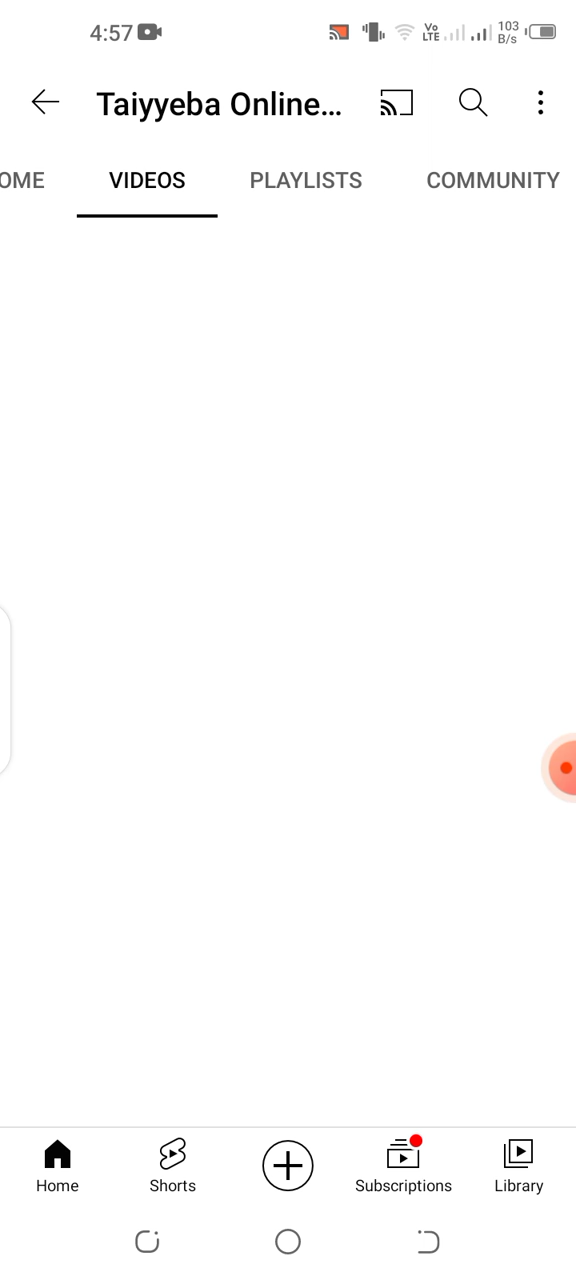 4:57
Vo
LTE
103
B/s
Taiyyeba Online...
OME
VIDEOS
PLAYLISTS
COMMUNITY
Home
Shorts
Subscriptions
Library